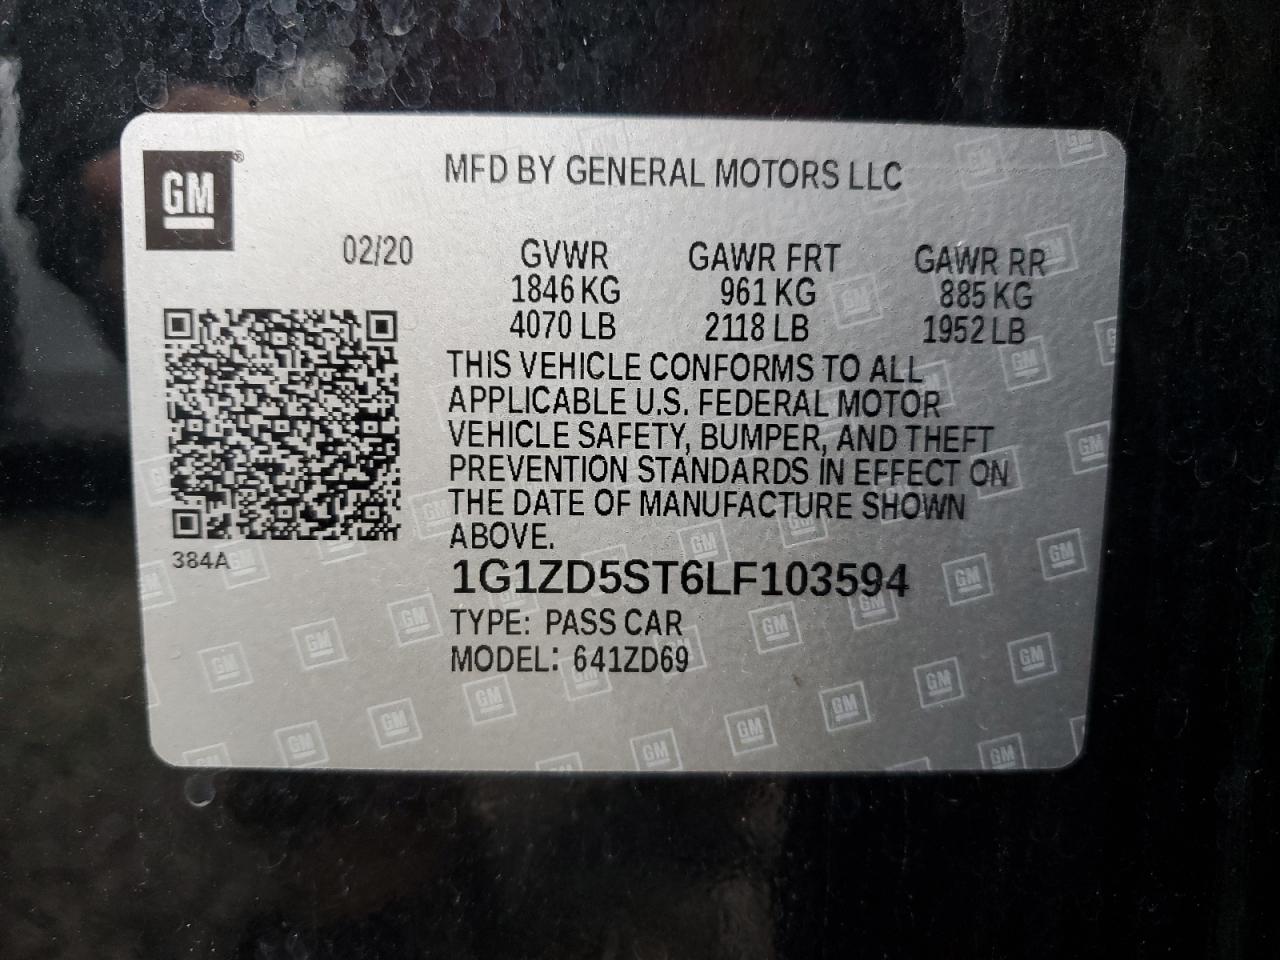 GM
MFD BY GENERAL MOTORS LLC
02/20
GVWR GAWR FRT GAWR RR
1846 KG 961 KG 885 KG
4070 LB 2118 LB 1952 LB
THIS VEHICLE CONFORMS TO ALL
APPLICABLE U.S. FEDERAL MOTOR
VEHICLE SAFETY, BUMPER, AND THEFT
PREVENTION STANDARDS IN EFFECT ON
THE DATE OF MANUFACTURE SHOWN
ABOVE.
384A
1G1ZD5ST6LF103594
TYPE: PASS CAR
MODEL: 641ZD69